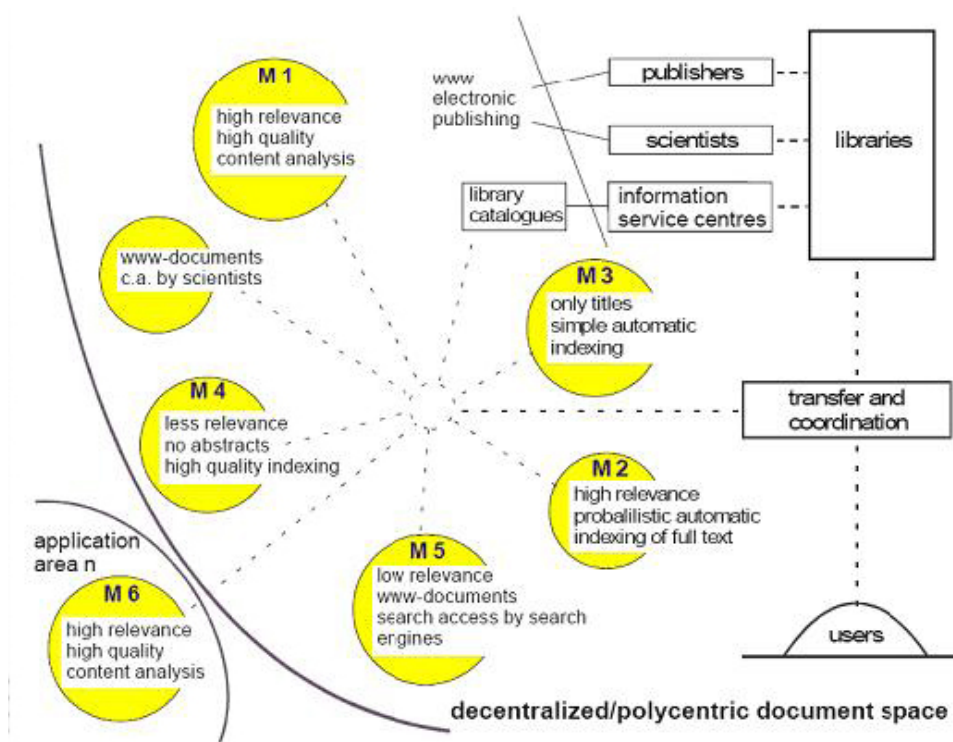 M 1
high relevance
high quality
content analysis
www
electronic
publishing
publishers
scientists
libraries
library
catalogues
information
service centres
www-documents
c.a. by scientists
M 3
only titles
simple automatic
indexing
M 4
less relevance
no abstracts
high quality indexing
transfer and
coordination
M 2
high relevance
probalilistic automatic
indexing of full text
application
area n
M 5
low relevance
www-documents
search access by search
engines
M 6
high relevance
high quality
content analysis
users
decentralized/polycentric document space